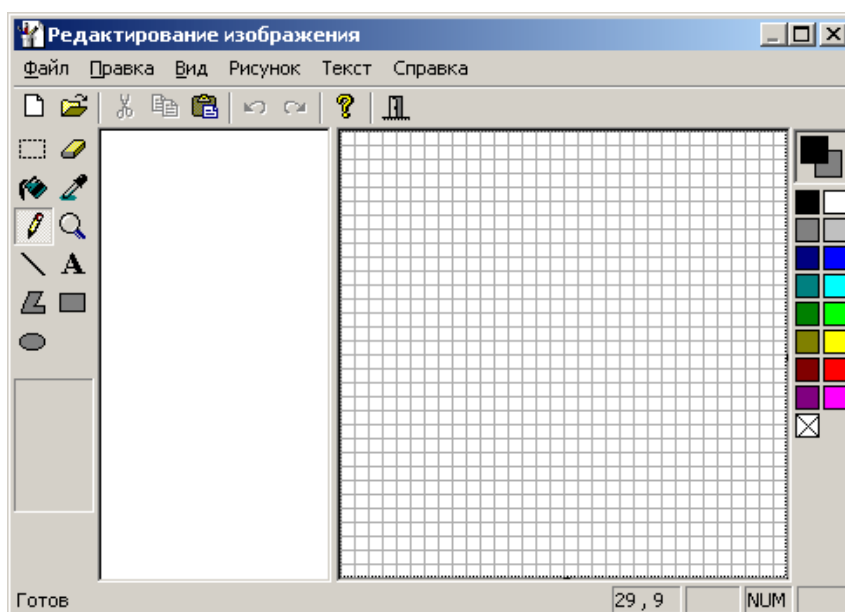 Редактирование изображения
Файл Правка Вид Рисунок Текст Справка
A
Готов 29 , 9 NUM